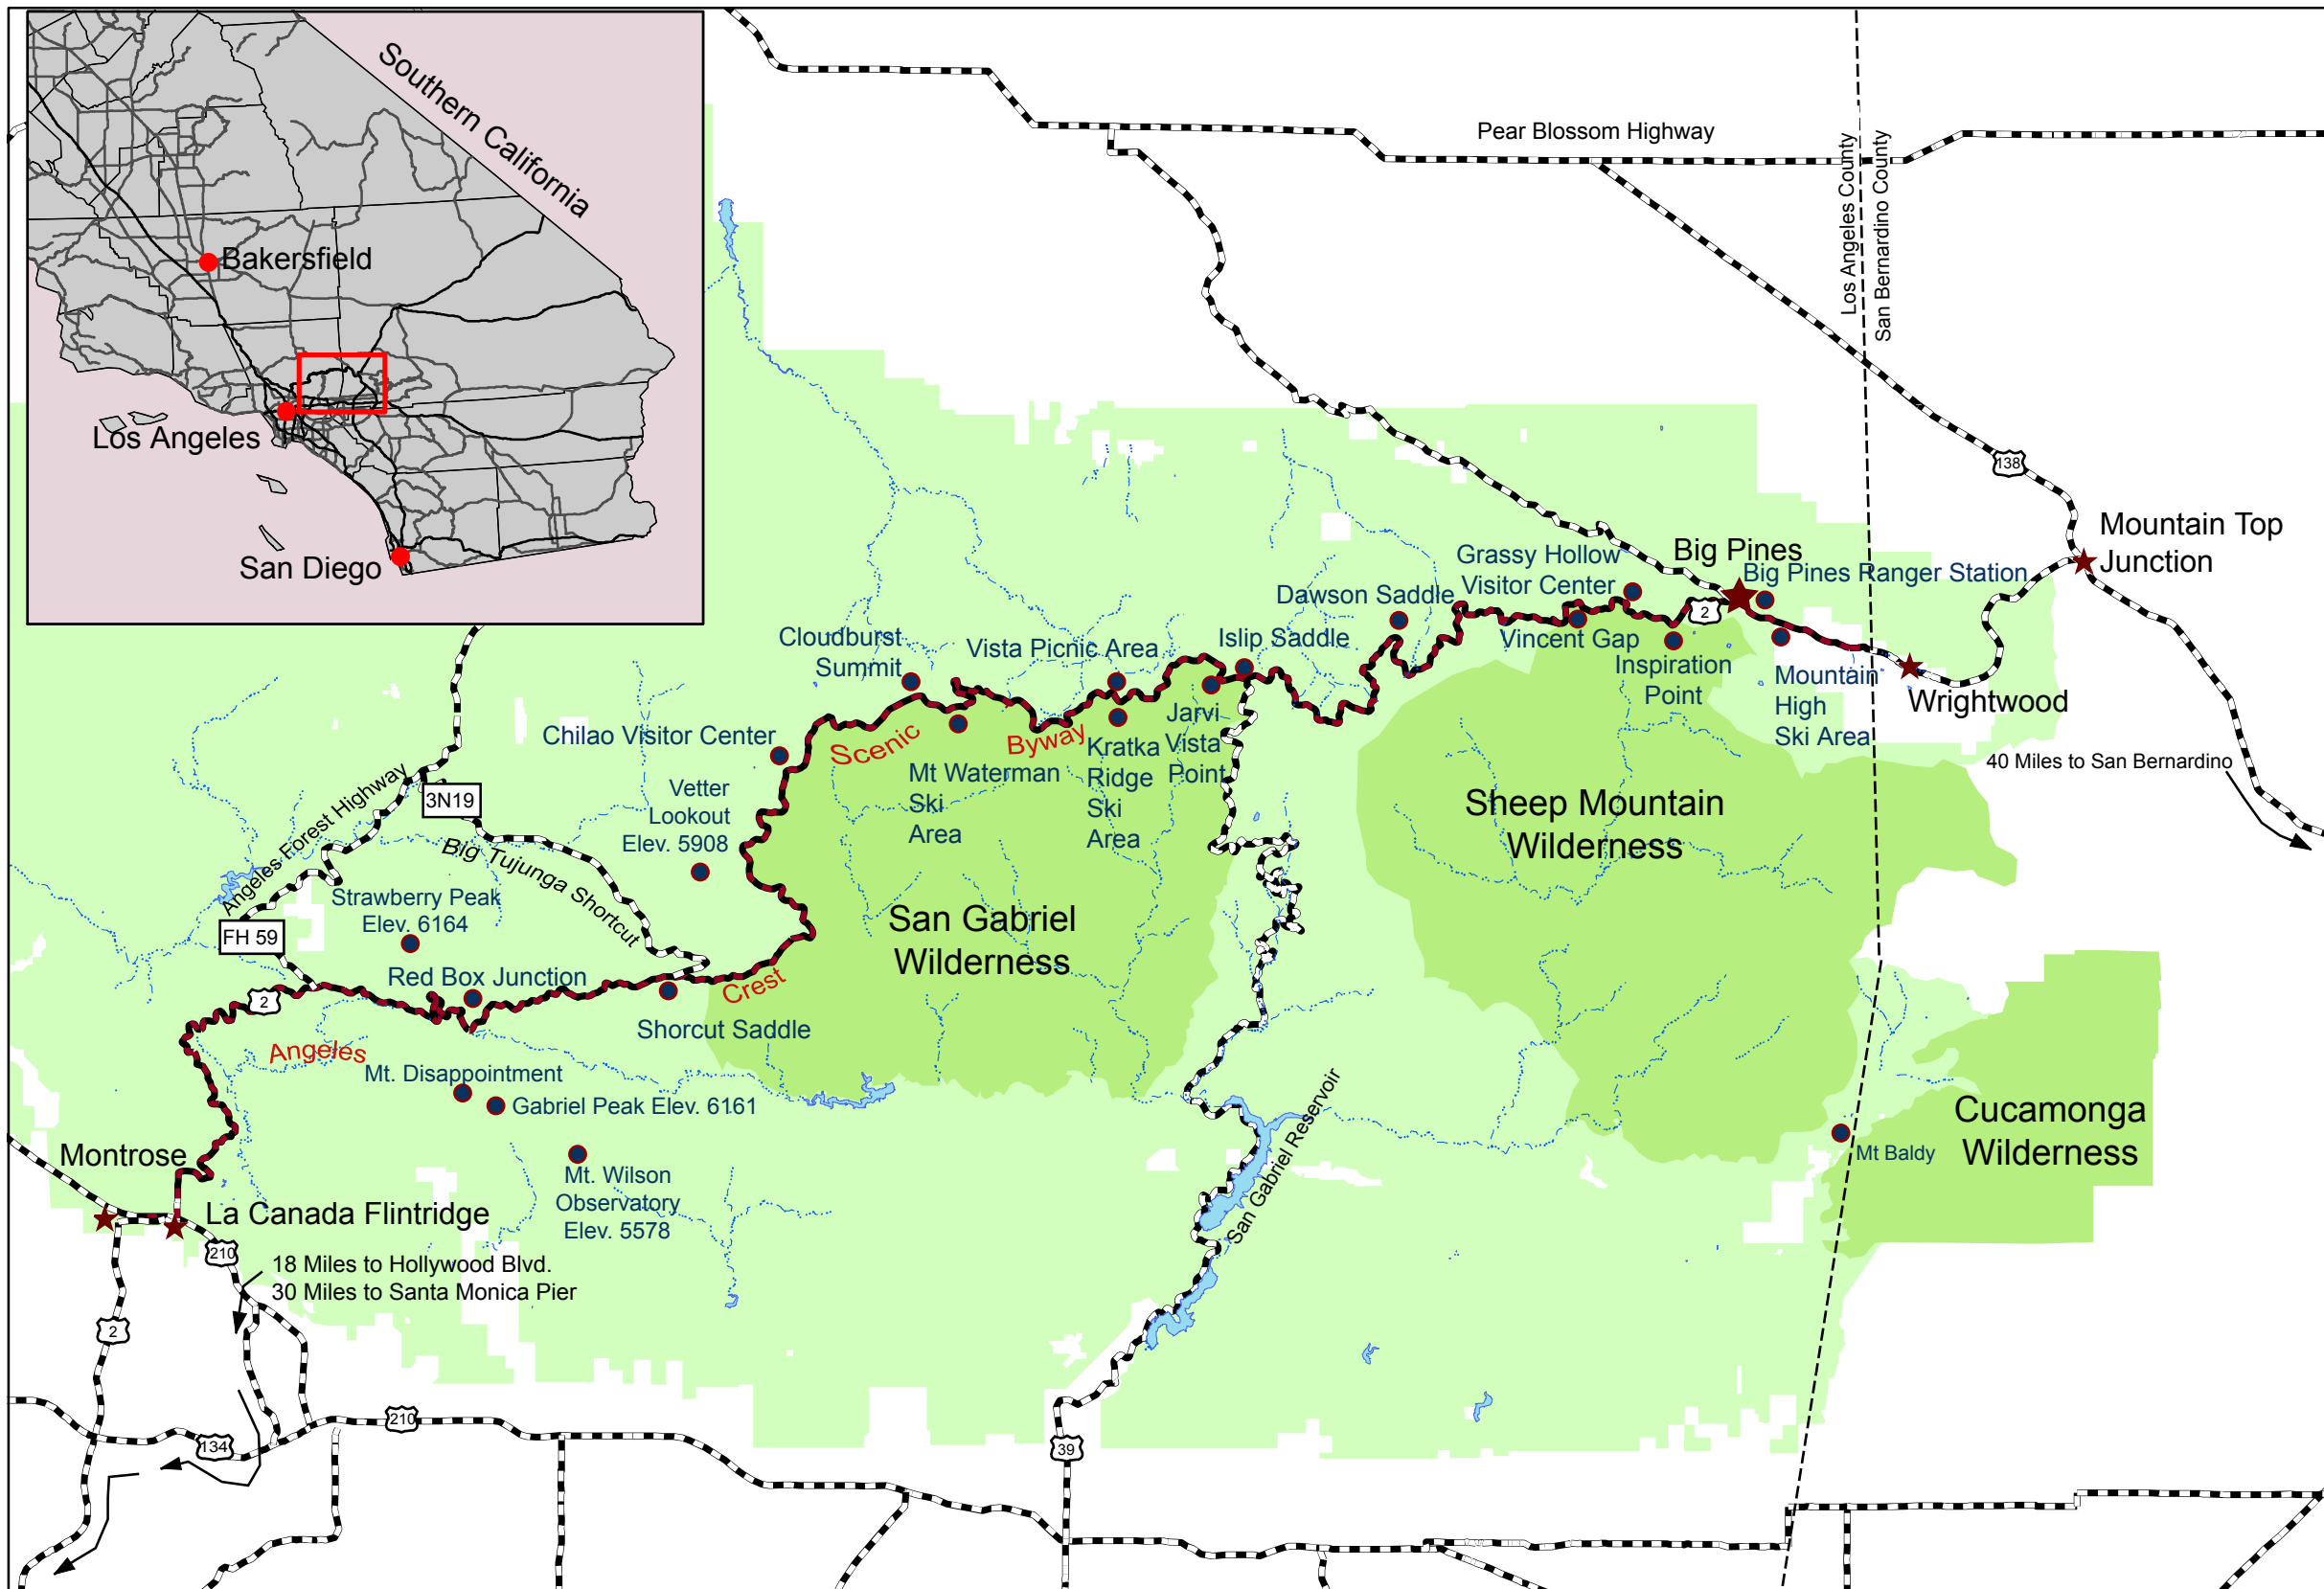 Southern California
Bakersfield
Los Angeles
San Diego
Pear Blossom Highway
Los Angeles County
San Bernardino County
138
Mountain Top
Junction
Big Pines
Big Pines Ranger Station
Grassy Hollow
Visitor Center
Dawson Saddle
2
Vincent Gap
Inspiration
Point
Mountain
High
Ski Area
Wrightwood
40 Miles to San Bernardino
Cloudburst
Summit
Vista Picnic Area
Islip Saddle
Jarvi
Vista
Point
Kratka
Ridge
Ski
Area
Mt Waterman
Ski
Area
Chilao Visitor Center
Scenic
Byway
Vetter
Lookout
Elev. 5908
Angeles Forest Highway
3N19
Big Tujunga Shortcut
Strawberry Peak
Elev. 6164
FH 59
Red Box Junction
2
Shorcut Saddle
Crest
Angeles
San Gabriel
Wilderness
Sheep Mountain
Wilderness
Cucamonga
Wilderness
Mt Baldy
Mt. Disappointment
Gabriel Peak Elev. 6161
Mt. Wilson
Observatory
Elev. 5578
San Gabriel Reservoir
Montrose
La Canada Flintridge
210
18 Miles to Hollywood Blvd.
30 Miles to Santa Monica Pier
2
134
210
39